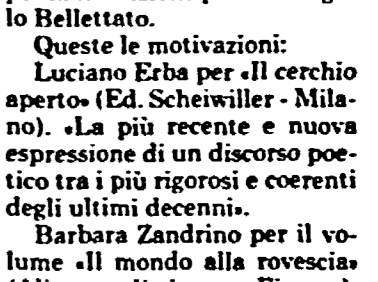 lo Bellettato.
Queste le motivazioni:
Luciano Erba per «Il cerchio
aperto» (Ed. Scheiwiller - Mila-
no). «La più recente e nuova
espressione di un discorso poe-
tico tra i più rigorosi e coerenti
degli ultimi decenni».
Barbara Zandrino per il vo-
lume «Il mondo alla rovescia»